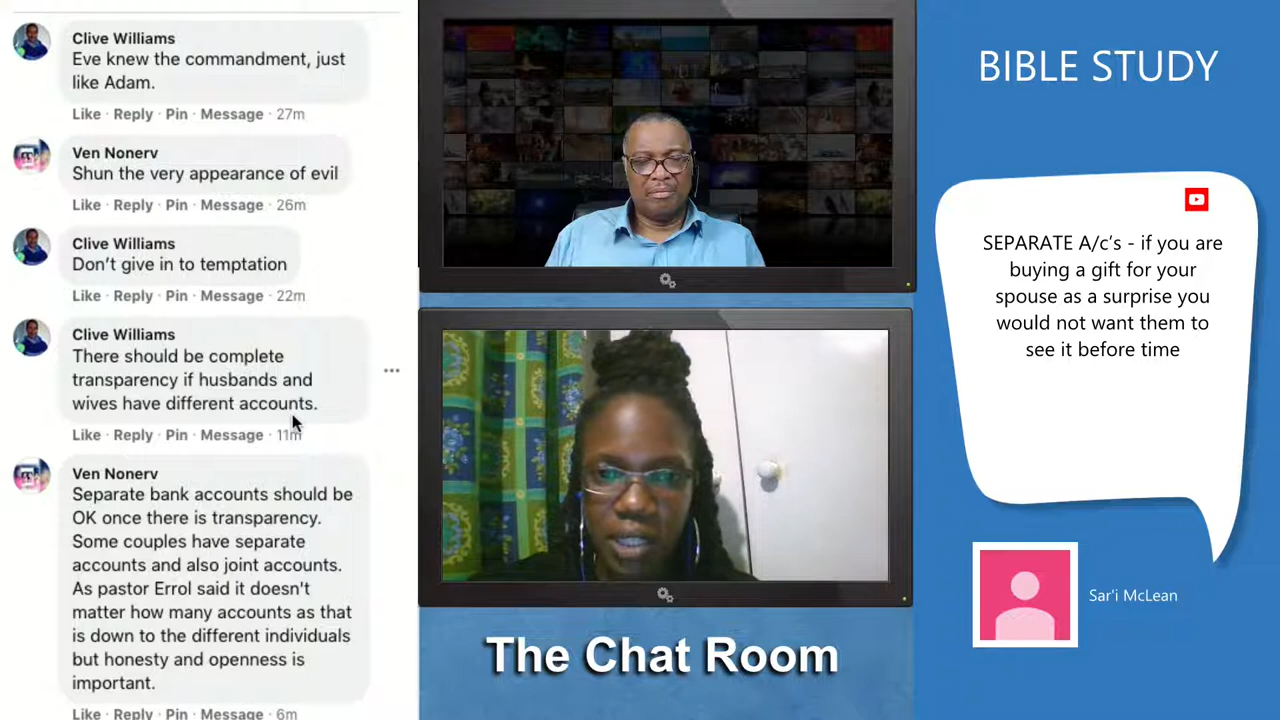 Clive Williams
Eve knew the commandment, just
like Adam.
Like · Reply · Pin · Message · 27m
Ven Nonerv
Shun the very appearance of evil
Like · Reply · Pin · Message · 26m
Clive Williams
Don't give in to temptation
Like · Reply · Pin · Message · 22m
Clive Williams
There should be complete
transparency if husbands and
wives have different accounts.
Like · Reply · Pin · Message · 11m
Ven Nonerv
Separate bank accounts should be
OK once there is transparency.
Some couples have separate
accounts and also joint accounts.
As pastor Errol said it doesn't
matter how many accounts as that
is down to the different individuals
but honesty and openness is
important.
Like · Reply · Pin · Message · 6m
The Chat Room
BIBLE STUDY
SEPARATE A/c's - if you are
buying a gift for your
spouse as a surprise you
would not want them to
see it before time
Sar'i McLean